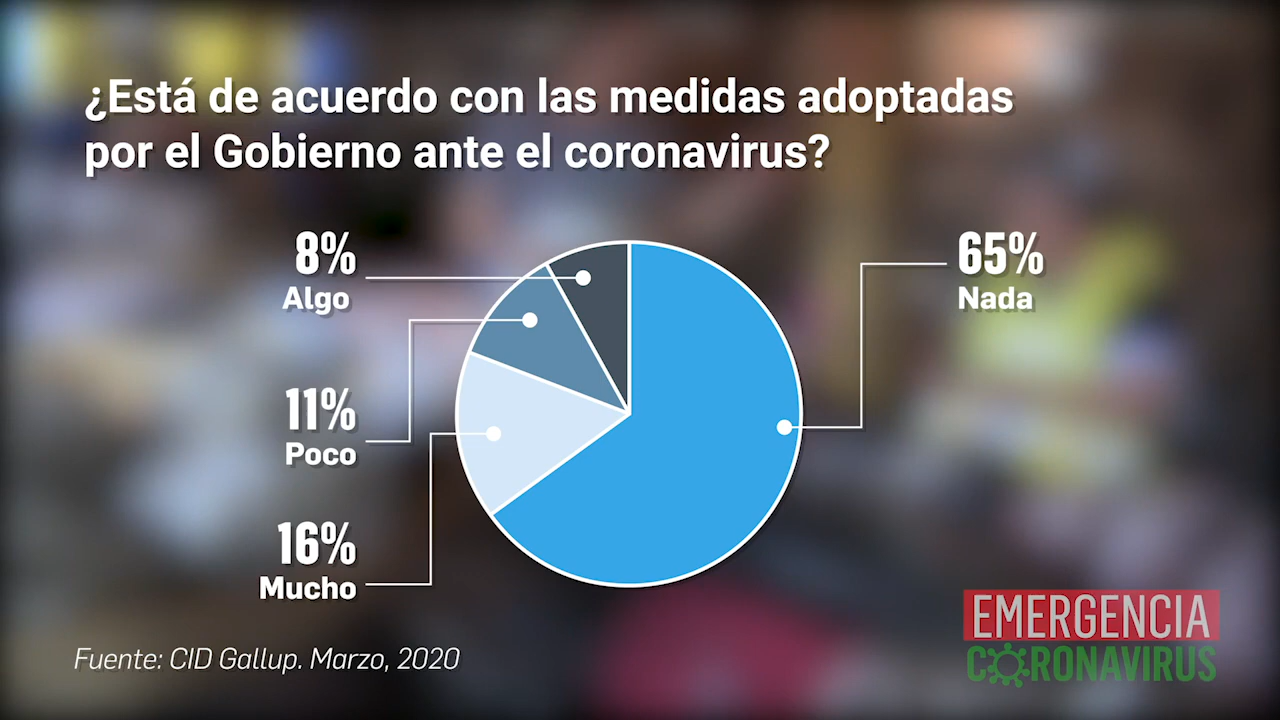 ¿Está de acuerdo con las medidas adoptadas
por el Gobierno ante el coronavirus?
8%
Algo
65%
Nada
11%
Poco
16%
Mucho
Fuente: CID Gallup. Marzo, 2020
EMERGENCIA
CORONAVIRUS